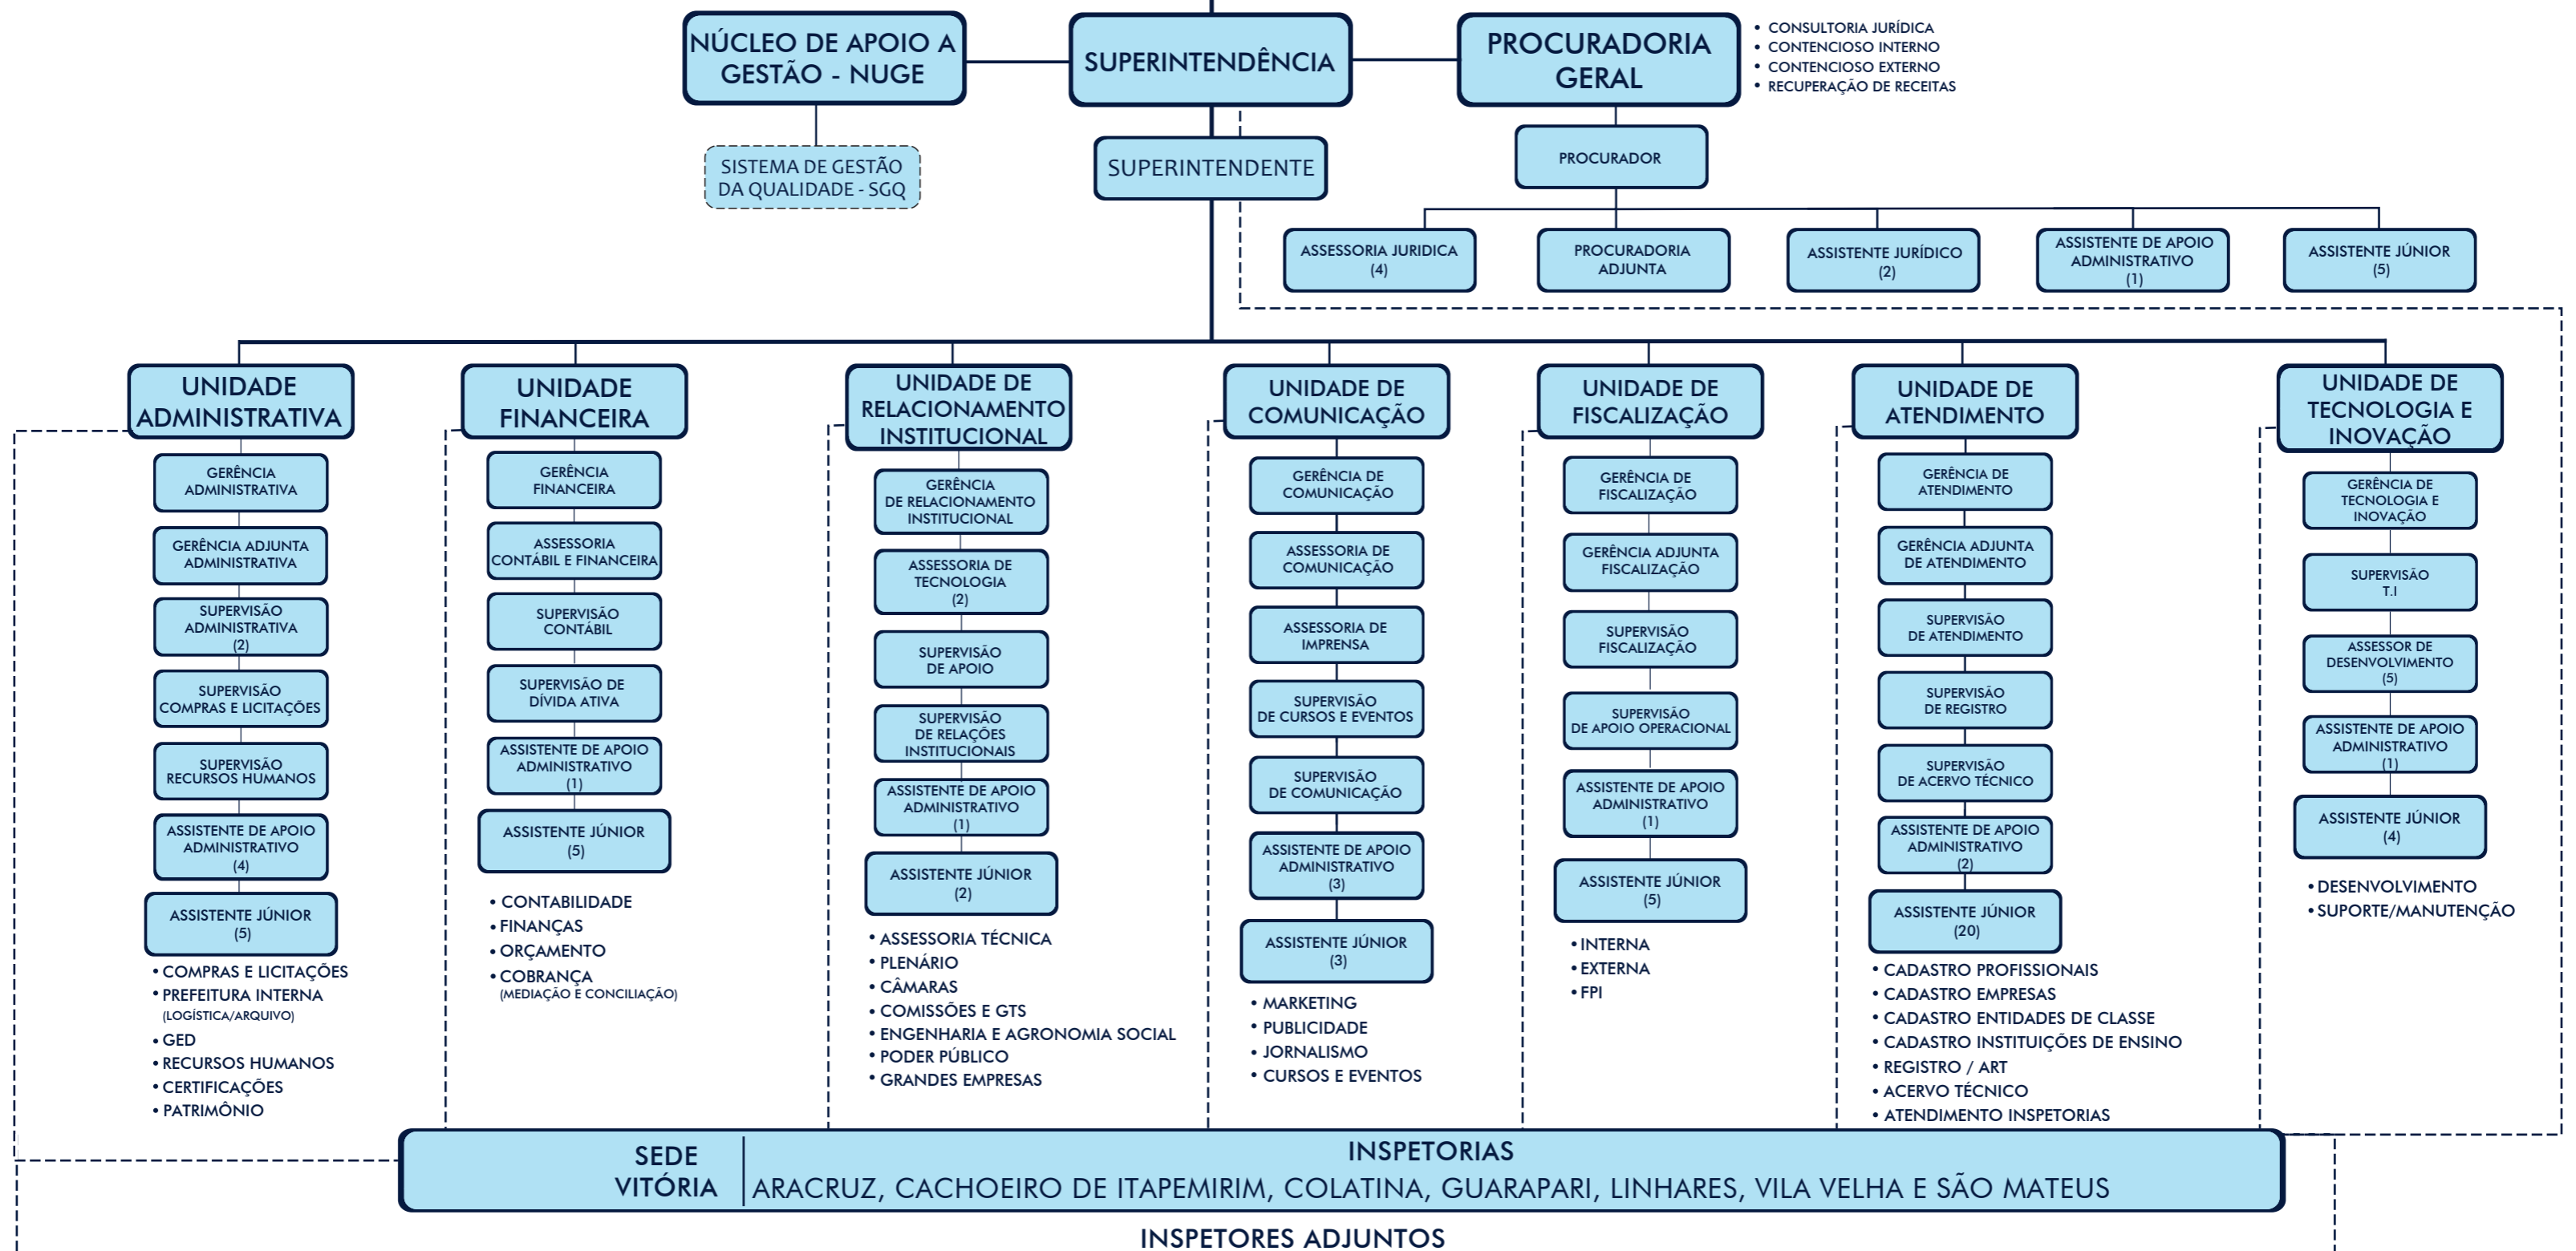 NÚCLEO DE APOIO A
GESTÃO - NUGE
SISTEMA DE GESTÃO
DA QUALIDADE - SGQ
SUPERINTENDÊNCIA
SUPERINTENDENTE
PROCURADORIA
GERAL
• CONSULTORIA JURÍDICA
• CONTENCIOSO INTERNO
• CONTENCIOSO EXTERNO
• RECUPERAÇÃO DE RECEITAS
PROCURADOR
ASSESSORIA JURIDICA
(4)
PROCURADORIA
ADJUNTA
ASSISTENTE JURÍDICO
(2)
ASSISTENTE DE APOIO
ADMINISTRATIVO
(1)
ASSISTENTE JÚNIOR
(5)
UNIDADE
ADMINISTRATIVA
GERÊNCIA
ADMINISTRATIVA
GERÊNCIA ADJUNTA
ADMINISTRATIVA
SUPERVISÃO
ADMINISTRATIVA
(2)
SUPERVISÃO
COMPRAS E LICITAÇÕES
SUPERVISÃO
RECURSOS HUMANOS
ASSISTENTE DE APOIO
ADMINISTRATIVO
(4)
ASSISTENTE JÚNIOR
(5)
• COMPRAS E LICITAÇÕES
• PREFEITURA INTERNA
(LOGÍSTICA/ARQUIVO)
• GED
• RECURSOS HUMANOS
• CERTIFICAÇÕES
• PATRIMÔNIO
UNIDADE
FINANCEIRA
GERÊNCIA
FINANCEIRA
ASSESSORIA
CONTÁBIL E FINANCEIRA
SUPERVISÃO
CONTÁBIL
SUPERVISÃO DE
DÍVIDA ATIVA
ASSISTENTE DE APOIO
ADMINISTRATIVO
(1)
ASSISTENTE JÚNIOR
(5)
• CONTABILIDADE
• FINANÇAS
• ORÇAMENTO
• COBRANÇA
(MEDIAÇÃO E CONCILIAÇÃO)
UNIDADE DE
RELACIONAMENTO
INSTITUCIONAL
GERÊNCIA
DE RELACIONAMENTO
INSTITUCIONAL
ASSESSORIA DE
TECNOLOGIA
(2)
SUPERVISÃO
DE APOIO
SUPERVISÃO
DE RELAÇÕES
INSTITUCIONAIS
ASSISTENTE DE APOIO
ADMINISTRATIVO
(1)
ASSISTENTE JÚNIOR
(2)
• ASSESSORIA TÉCNICA
• PLENÁRIO
• CÂMARAS
• COMISSÕES E GTS
• ENGENHARIA E AGRONOMIA SOCIAL
• PODER PÚBLICO
• GRANDES EMPRESAS
UNIDADE DE
COMUNICAÇÃO
GERÊNCIA DE
COMUNICAÇÃO
ASSESSORIA DE
COMUNICAÇÃO
ASSESSORIA DE
IMPRENSA
SUPERVISÃO
DE CURSOS E EVENTOS
SUPERVISÃO
DE COMUNICAÇÃO
ASSISTENTE DE APOIO
ADMINISTRATIVO
(3)
ASSISTENTE JÚNIOR
(3)
• MARKETING
• PUBLICIDADE
• JORNALISMO
• CURSOS E EVENTOS
UNIDADE DE
FISCALIZAÇÃO
GERÊNCIA DE
FISCALIZAÇÃO
GERÊNCIA ADJUNTA
FISCALIZAÇÃO
SUPERVISÃO
FISCALIZAÇÃO
SUPERVISÃO
DE APOIO OPERACIONAL
ASSISTENTE DE APOIO
ADMINISTRATIVO
(1)
ASSISTENTE JÚNIOR
(5)
• INTERNA
• EXTERNA
• FPI
UNIDADE DE
ATENDIMENTO
GERÊNCIA DE
ATENDIMENTO
GERÊNCIA ADJUNTA
DE ATENDIMENTO
SUPERVISÃO
DE ATENDIMENTO
SUPERVISÃO
DE REGISTRO
SUPERVISÃO
DE ACERVO TÉCNICO
ASSISTENTE DE APOIO
ADMINISTRATIVO
(2)
ASSISTENTE JÚNIOR
(20)
• CADASTRO PROFISSIONAIS
• CADASTRO EMPRESAS
• CADASTRO ENTIDADES DE CLASSE
• CADASTRO INSTITUIÇÕES DE ENSINO
• REGISTRO / ART
• ACERVO TÉCNICO
• ATENDIMENTO INSPETORIAS
UNIDADE DE
TECNOLOGIA E
INOVAÇÃO
GERÊNCIA DE
TECNOLOGIA E
INOVAÇÃO
SUPERVISÃO
T.I
ASSESSOR DE
DESENVOLVIMENTO
(5)
ASSISTENTE DE APOIO
ADMINISTRATIVO
(1)
ASSISTENTE JÚNIOR
(4)
• DESENVOLVIMENTO
• SUPORTE/MANUTENÇÃO
SEDE
VITÓRIA
INSPETORIAS
ARACRUZ, CACHOEIRO DE ITAPEMIRIM, COLATINA, GUARAPARI, LINHARES, VILA VELHA E SÃO MATEUS
INSPETORES ADJUNTOS